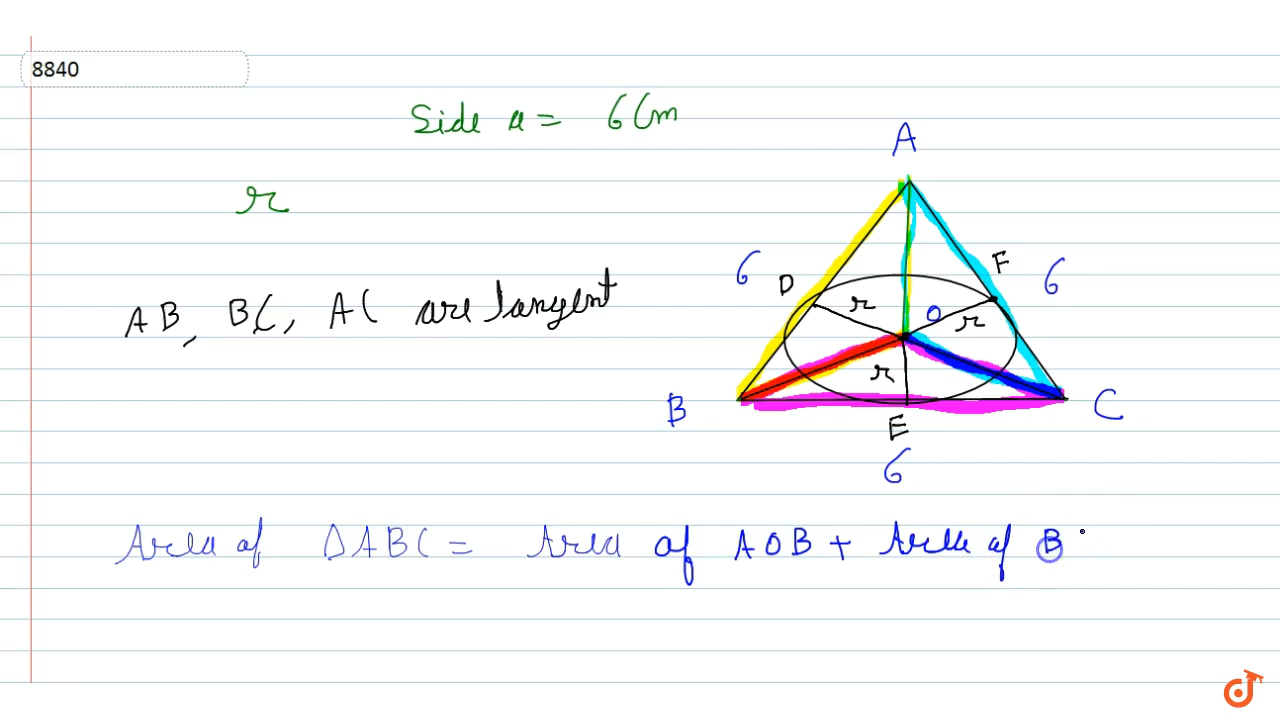 8840
Side a = 6 Cm
A
r
6 D F 6
r O r
AB, BC, AC are tangent
r
B C
E
6
Area of ΔABC = Area of AOB + Area of B